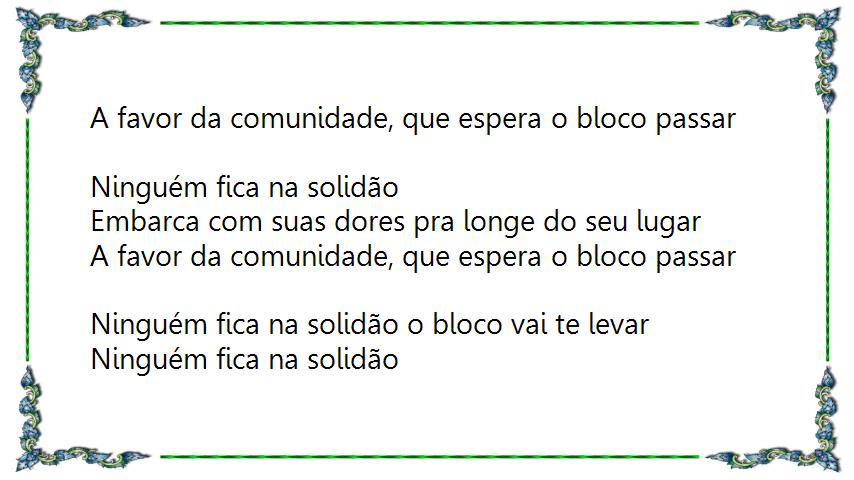 A favor da comunidade, que espera o bloco passar
Ninguém fica na solidão
Embarca com suas dores pra longe do seu lugar
A favor da comunidade, que espera o bloco passar
Ninguém fica na solidão o bloco vai te levar
Ninguém fica na solidão